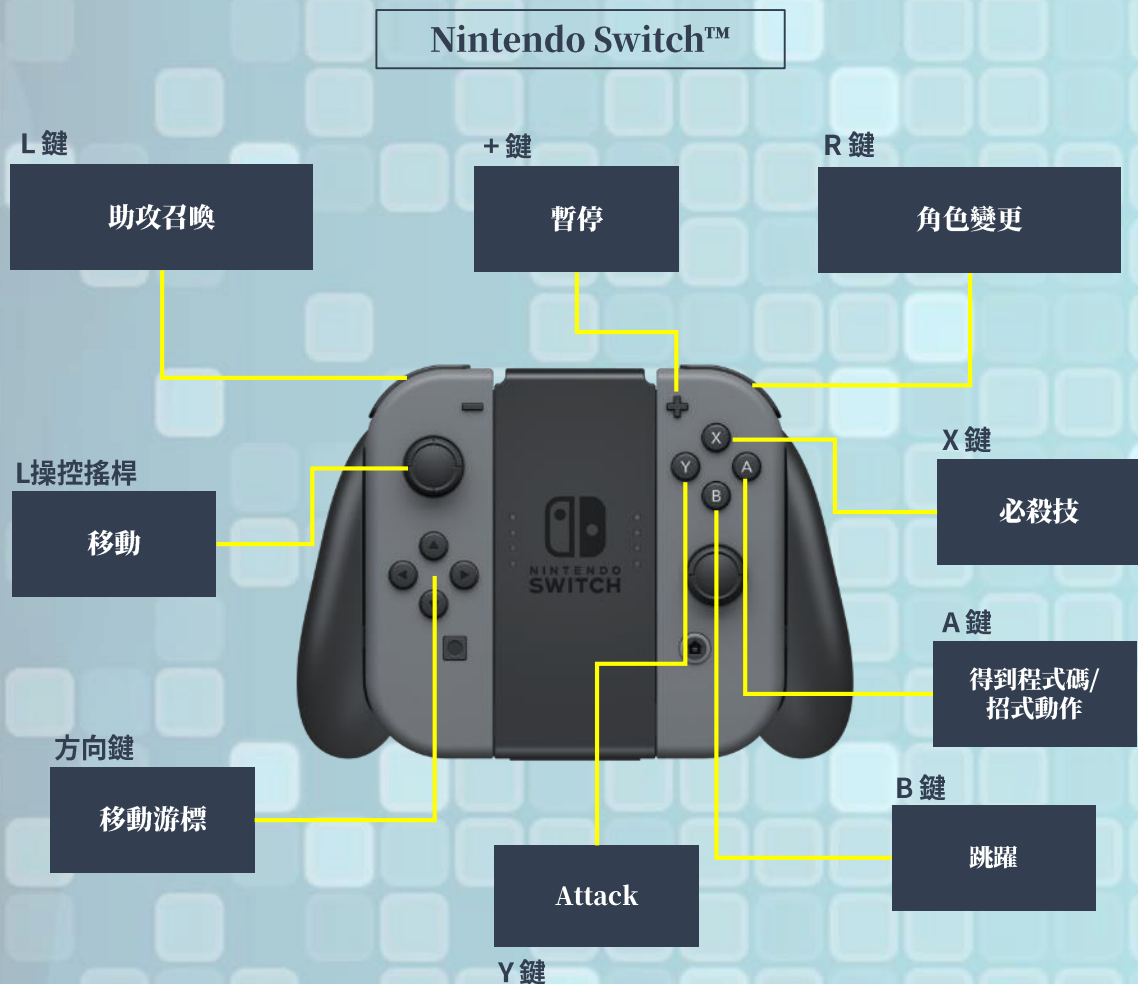 Nintendo Switch™
L 鍵
助攻召喚
+ 鍵
暫停
R 鍵
角色變更
L操控搖桿
移動
X 鍵
必殺技
X
Y
A
B
NINTENDO
SWITCH
A 鍵
得到程式碼/
招式動作
方向鍵
移動游標
B 鍵
跳躍
Attack
Y 鍵